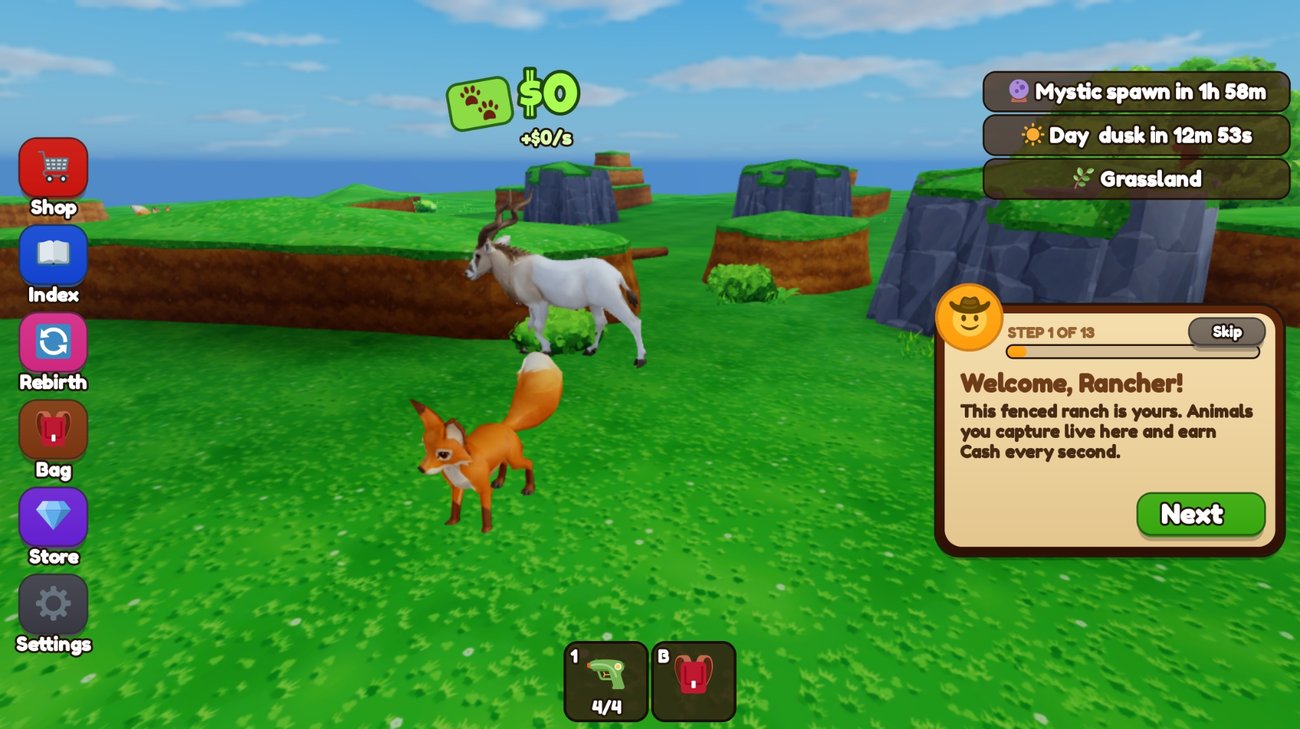 $0
+$0/s
Mystic spawn in 1h 58m
Day dusk in 12m 53s
Grassland
Shop
Index
Rebirth
Bag
Store
Settings
STEP 1 OF 13
Skip
Welcome, Rancher!
This fenced ranch is yours. Animals
you capture live here and earn
Cash every second.
Next
1
4/4
B